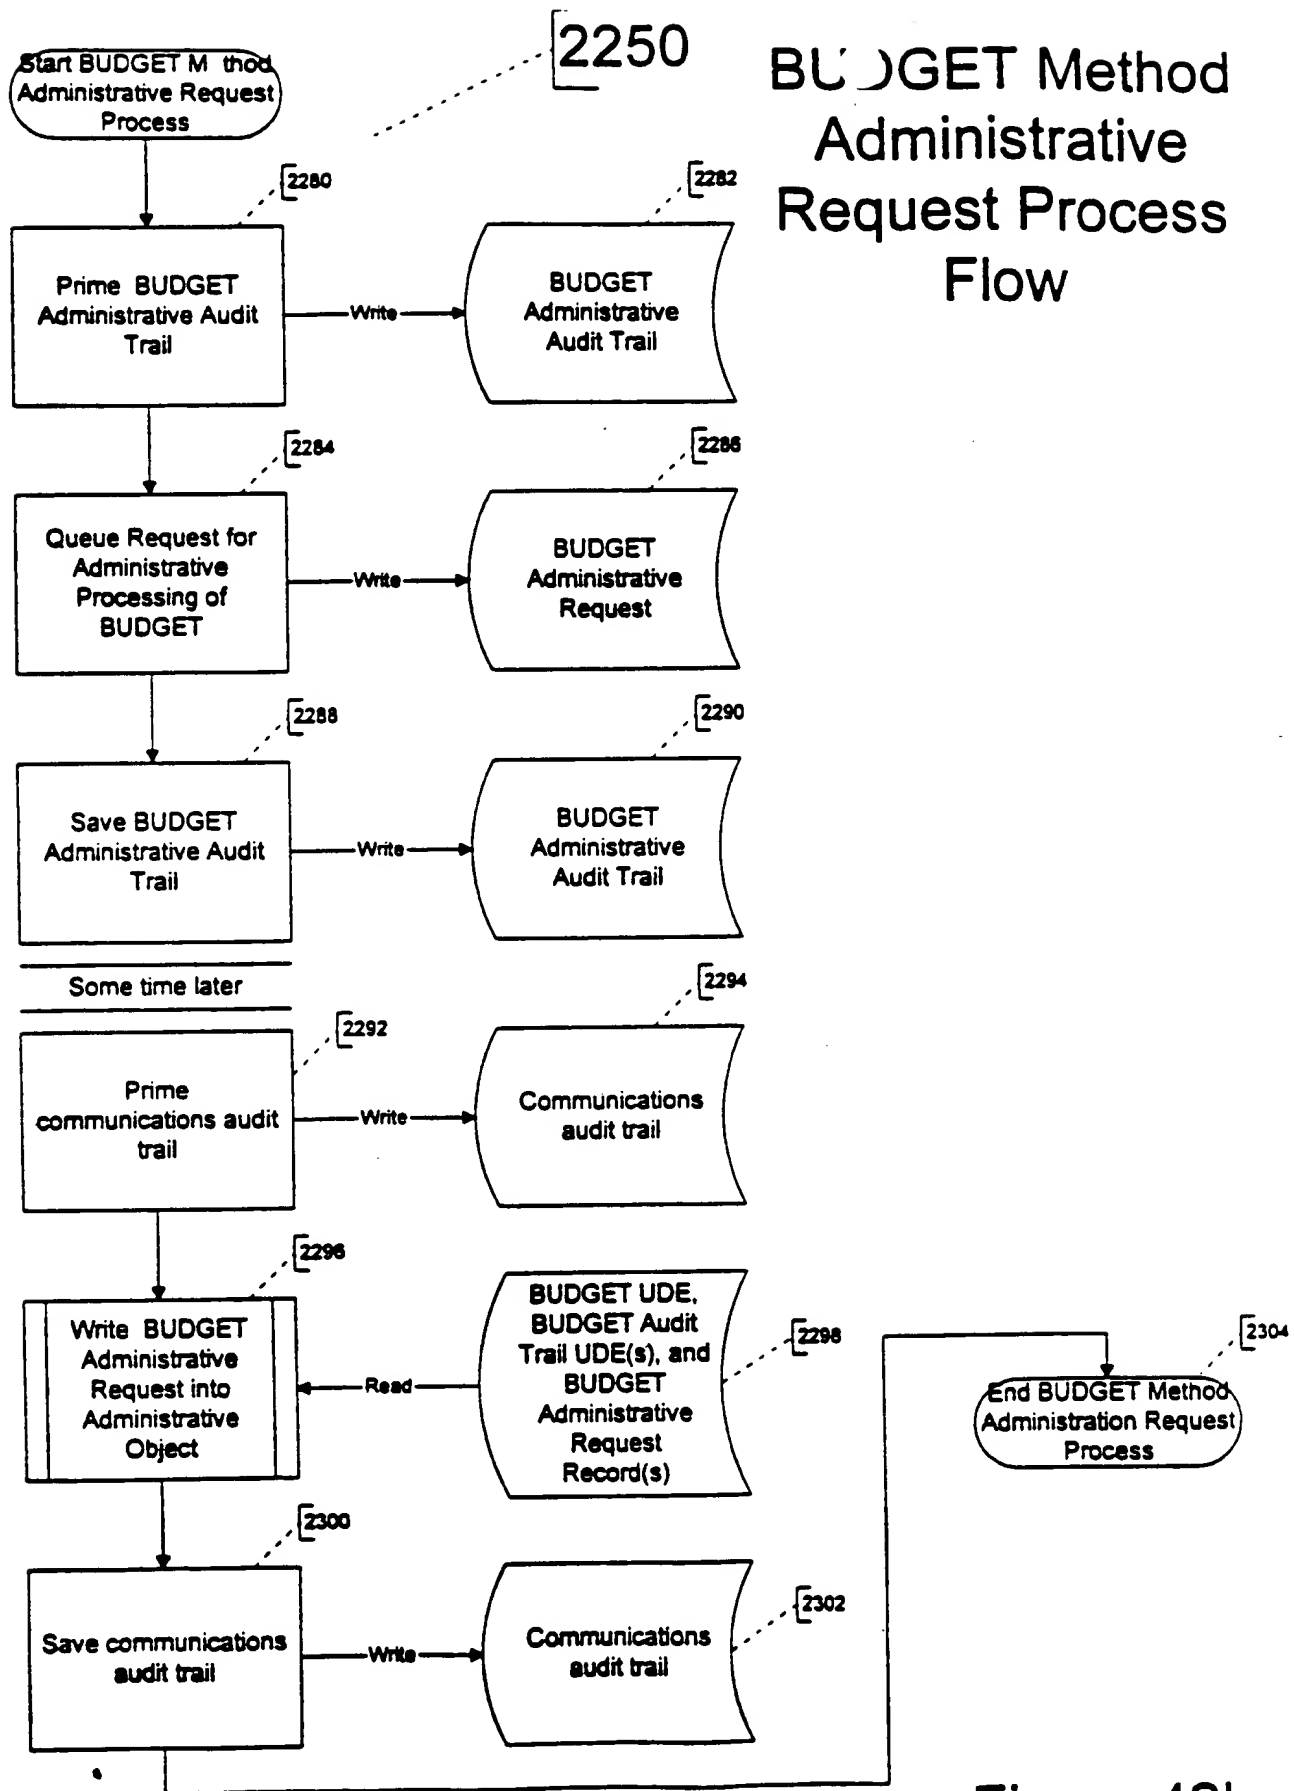 2250
BUDGET Method
Administrative
Request Process
Flow
Start BUDGET M thod
Administrative Request
Process
2280
Prime BUDGET
Administrative Audit
Trail
Write
2282
BUDGET
Administrative
Audit Trail
2284
Queue Request for
Administrative
Processing of
BUDGET
Write
2286
BUDGET
Administrative
Request
2288
Save BUDGET
Administrative Audit
Trail
Write
2290
BUDGET
Administrative
Audit Trail
Some time later
2292
Prime
communications audit
trail
Write
2294
Communications
audit trail
2296
Write BUDGET
Administrative
Request into
Administrative
Object
Read
2298
BUDGET UDE,
BUDGET Audit
Trail UDE(s), and
BUDGET
Administrative
Request
Record(s)
2300
Save communications
audit trail
Write
2302
Communications
audit trail
2304
End BUDGET Method
Administration Request
Process